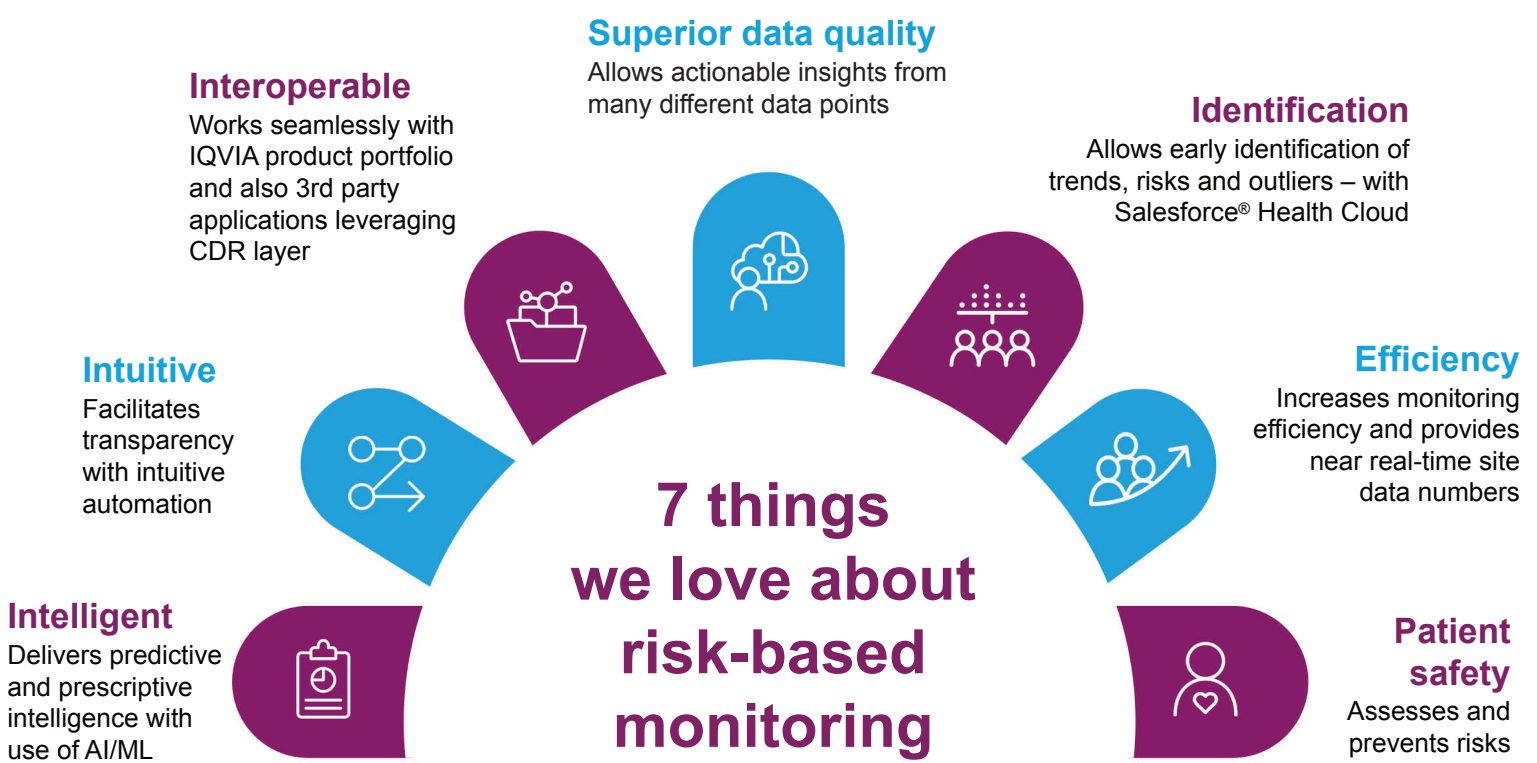 Superior data quality
Allows actionable insights from
many different data points
Interoperable
Works seamlessly with
IQVIA product portfolio
and also 3rd party
applications leveraging
CDR layer
Identification
Allows early identification of
trends, risks and outliers – with
Salesforce® Health Cloud
Intuitive
Facilitates
transparency
with intuitive
automation
Efficiency
Increases monitoring
efficiency and provides
near real-time site
data numbers
Intelligent
Delivers predictive
and prescriptive
intelligence with
use of AI/ML
7 things
we love about
risk-based
monitoring
Patient
safety
Assesses and
prevents risks